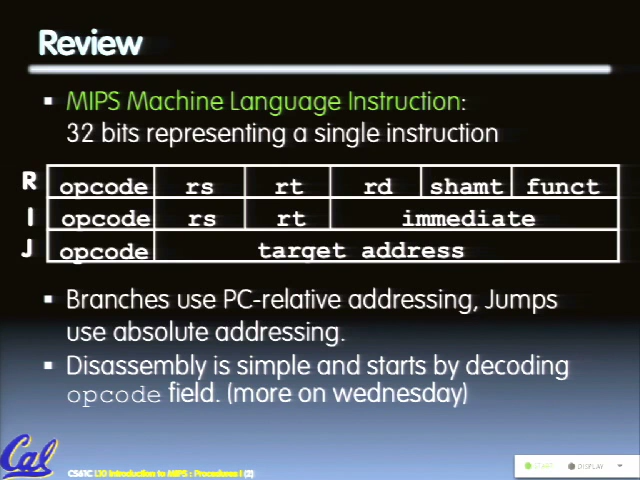 Review
MIPS Machine Language Instruction:
32 bits representing a single instruction
R opcode rs rt rd shamt funct
I opcode rs rt immediate
J opcode target address
Branches use PC-relative addressing, Jumps
use absolute addressing.
Disassembly is simple and starts by decoding
opcode field. (more on wednesday)
Cal
CS61C L10 Introduction to MIPS : Procedures I (2)
START DISPLAY